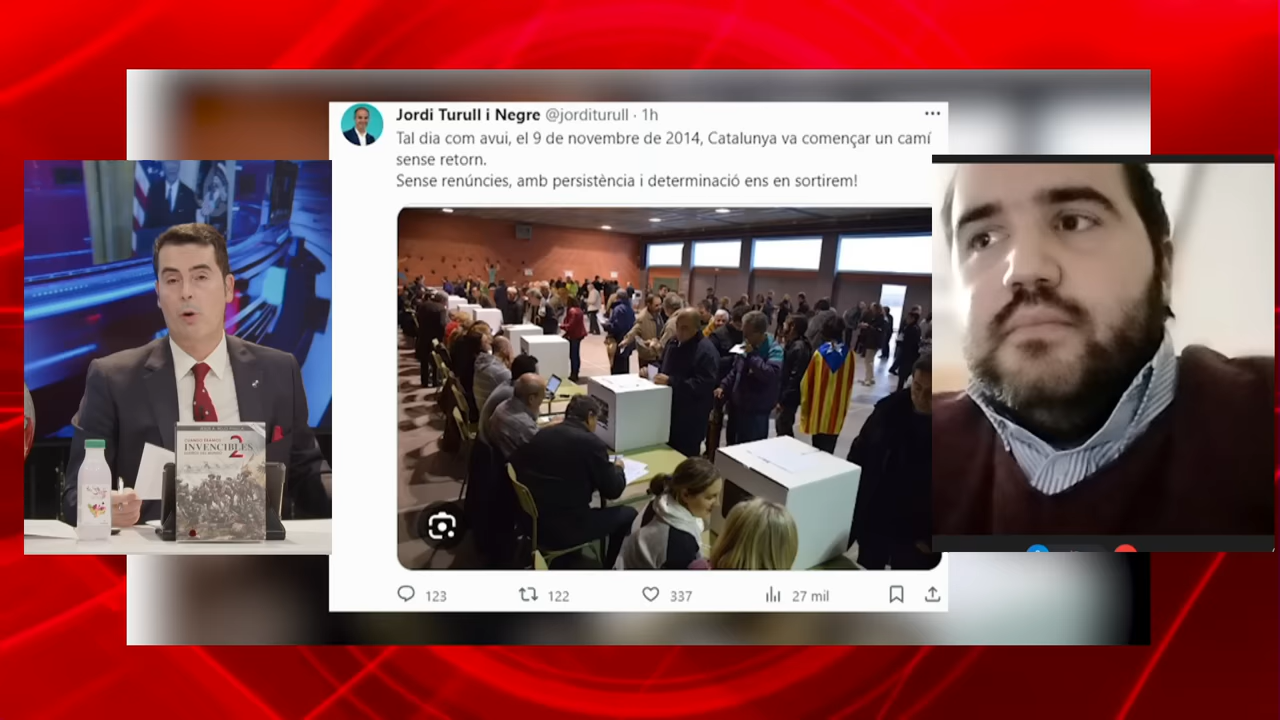 Jordi Turull i Negre @jorditurull · 1h
Tal dia com avui, el 9 de novembre de 2014, Catalunya va començar un camí
sense retorn.
Sense renúncies, amb persistència i determinació ens en sortirem!
INVENCIBLES
2
123
122
337
27 mil